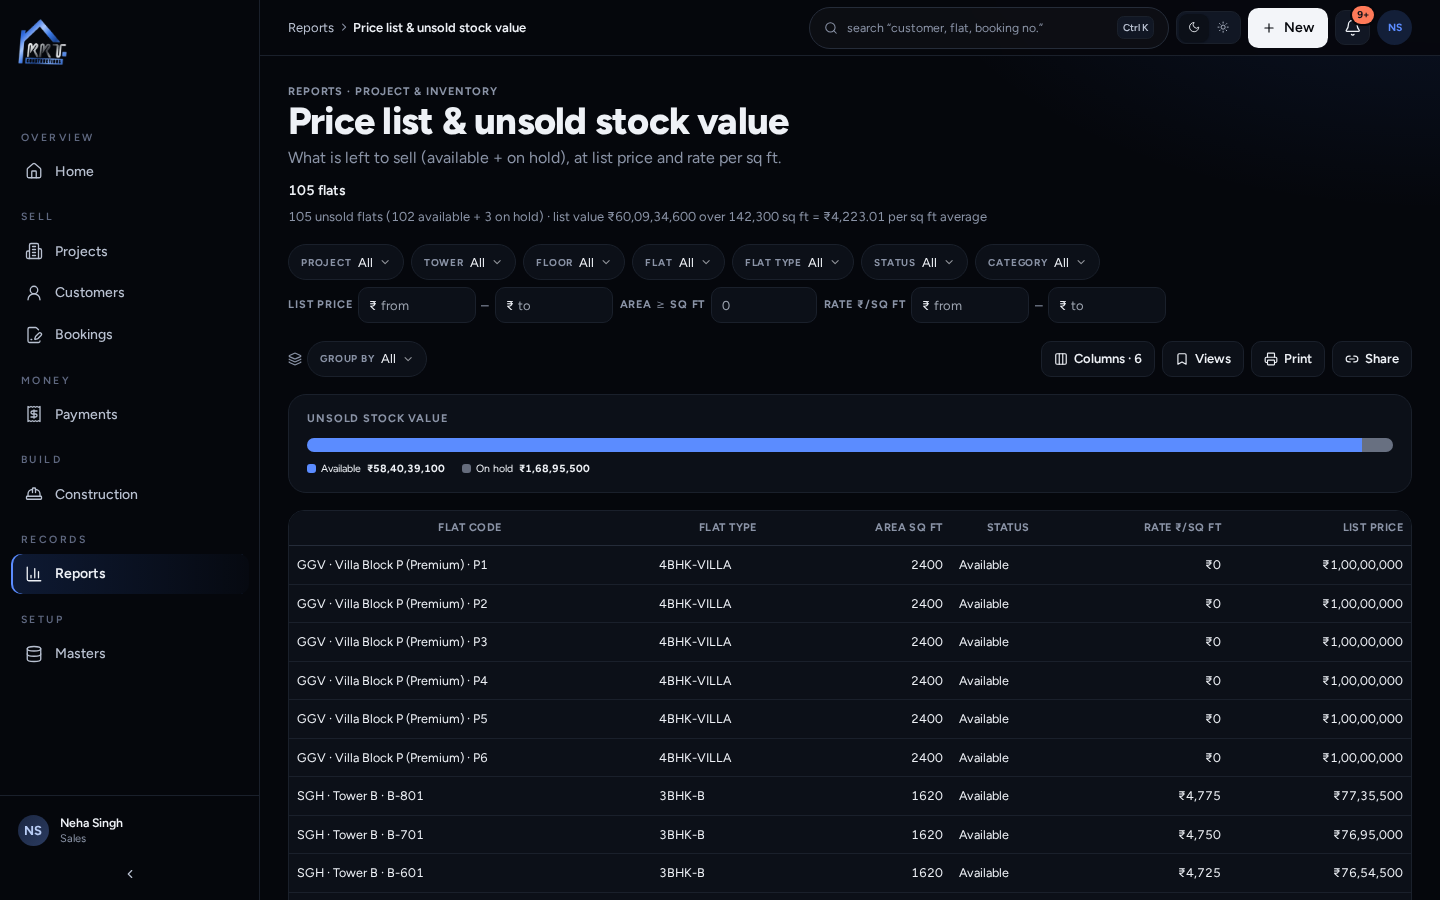 RRT
Reports > Price list & unsold stock value
search “customer, flat, booking no.”
Ctrl K
New
9+
NS
OVERVIEW
Home
SELL
Projects
Customers
Bookings
MONEY
Payments
BUILD
Construction
RECORDS
Reports
SETUP
Masters
NS
Neha Singh
Sales
REPORTS · PROJECT & INVENTORY
Price list & unsold stock value
What is left to sell (available + on hold), at list price and rate per sq ft.
105 flats
105 unsold flats (102 available + 3 on hold) · list value ₹60,09,34,600 over 142,300 sq ft = ₹4,223.01 per sq ft average
PROJECT All
TOWER All
FLOOR All
FLAT All
FLAT TYPE All
STATUS All
CATEGORY All
LIST PRICE ₹ from – ₹ to AREA ≥ SQ FT 0 RATE ₹/SQ FT ₹ from – ₹ to
GROUP BY All
Columns · 6
Views
Print
Share
UNSOLD STOCK VALUE
Available ₹58,40,39,100 On hold ₹1,68,95,500
FLAT CODE FLAT TYPE AREA SQ FT STATUS RATE ₹/SQ FT LIST PRICE
GGV · Villa Block P (Premium) · P1 4BHK-VILLA 2400 Available ₹0 ₹1,00,00,000
GGV · Villa Block P (Premium) · P2 4BHK-VILLA 2400 Available ₹0 ₹1,00,00,000
GGV · Villa Block P (Premium) · P3 4BHK-VILLA 2400 Available ₹0 ₹1,00,00,000
GGV · Villa Block P (Premium) · P4 4BHK-VILLA 2400 Available ₹0 ₹1,00,00,000
GGV · Villa Block P (Premium) · P5 4BHK-VILLA 2400 Available ₹0 ₹1,00,00,000
GGV · Villa Block P (Premium) · P6 4BHK-VILLA 2400 Available ₹0 ₹1,00,00,000
SGH · Tower B · B-801 3BHK-B 1620 Available ₹4,775 ₹77,35,500
SGH · Tower B · B-701 3BHK-B 1620 Available ₹4,750 ₹76,95,000
SGH · Tower B · B-601 3BHK-B 1620 Available ₹4,725 ₹76,54,500